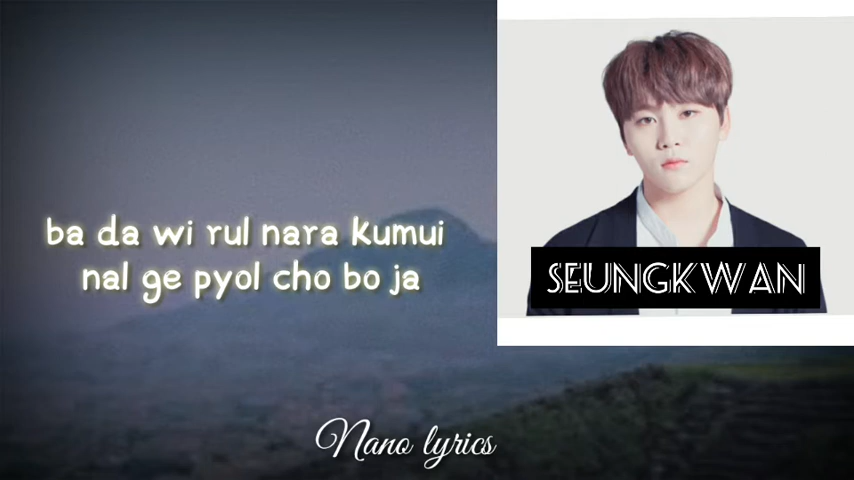 ba da wi rul nara kumui
nal ge pyol cho bo ja
SEUNGKWAN
Nano lyrics